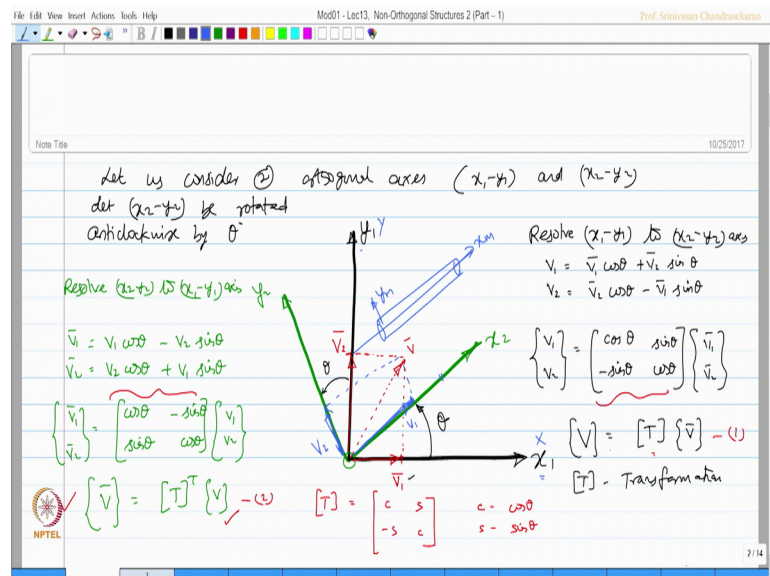 File Edit View Insert Actions Tools Help
Mod01 - Lec13, Non-Orthogonal Structures 2 (Part – 1)
Prof. Srinivasan Chandrasekaran
B I
Note Title
10/25/2017
Let us consider ② orthogonal axes (x1-y1) and (x2-y2)
Let (x2-y2) be rotated
anticlockwise by θ
y1 Y
xm
ym
y2
x2
x1 X
θ
θ
V̄2
V̄
V1
V2
V̄1
O
Resolve (x1-y1) to (x2-y2) axis
V1 = V̄1 cosθ + V̄2 sinθ
V2 = V̄2 cosθ - V̄1 sinθ
{V1 V2} = [cosθ sinθ
-sinθ cosθ] {V̄1 V̄2}
{V} = [T] {V̄} - (1)
[T] - Transformation
Resolve (x2-y2) to (x1-y1) axis
V̄1 = V1 cosθ - V2 sinθ
V̄2 = V2 cosθ + V1 sinθ
{V̄1 V̄2} = [cosθ -sinθ
sinθ cosθ] {V1 V2}
{V̄} = [T]ᵀ {V} - (2)
[T] = [c s
-s c]
c - cosθ
s - sinθ
NPTEL
2 / 14